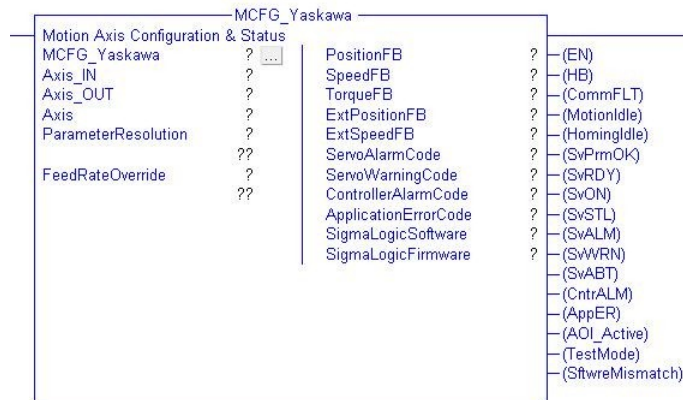 MCFG_Yaskawa
Motion Axis Configuration & Status
MCFG_Yaskawa ? ... PositionFB ? (EN)
Axis_IN ? SpeedFB ? (HB)
Axis_OUT ? TorqueFB ? (CommFLT)
Axis ? ExtPositionFB ? (MotionIdle)
ParameterResolution ? ExtSpeedFB ? (HomingIdle)
?? ServoAlarmCode ? (SvPrmOK)
FeedRateOverride ? ServoWarningCode ? (SvRDY)
?? ControllerAlarmCode ? (SvON)
ApplicationErrorCode ? (SvSTL)
SigmaLogicSoftware ? (SvALM)
SigmaLogicFirmware ? (SvWRN)
(SvABT)
(CntrALM)
(AppER)
(AOI_Active)
(TestMode)
(SftwreMismatch)